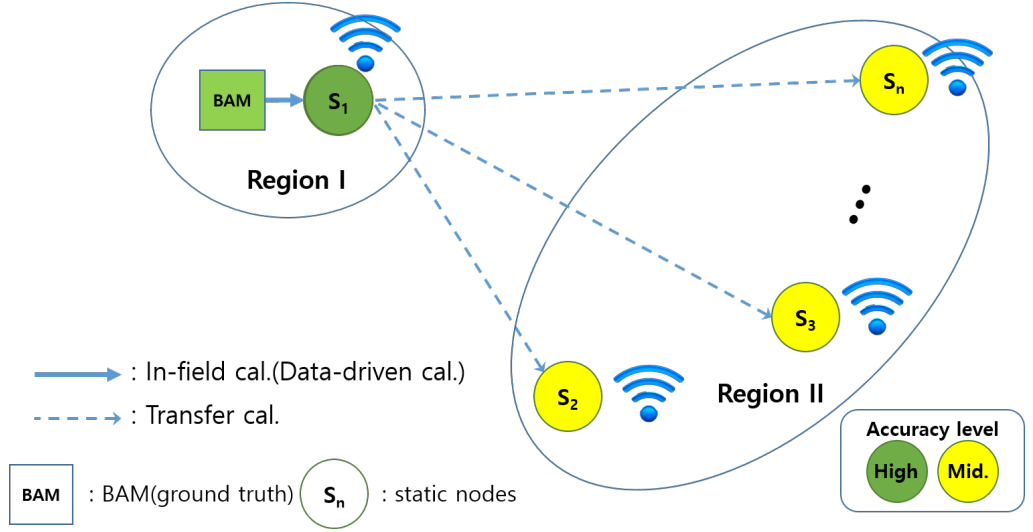 BAM
S1
Region I
Sn
S3
S2
Region II
: In-field cal.(Data-driven cal.)
: Transfer cal.
BAM : BAM(ground truth) Sn : static nodes
Accuracy level
High Mid.